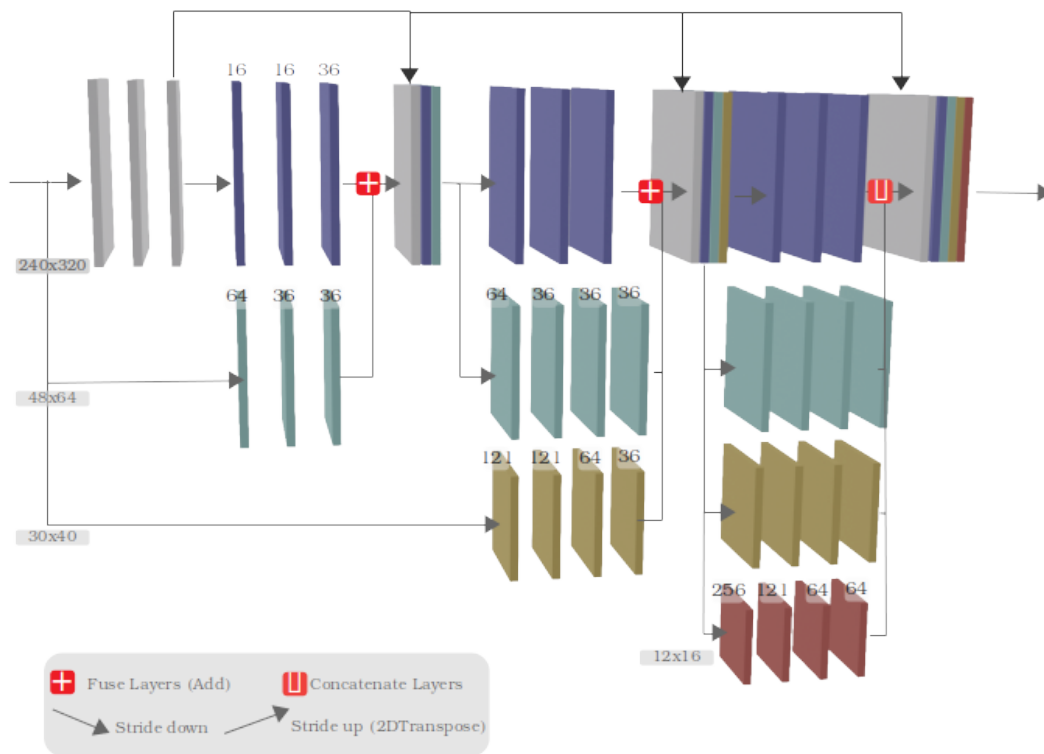 16 16 36
240x320
64 36 36
64 36 36 36
48x64
121 121 64 36
30x40
256 121 64 64
12x16
Fuse Layers (Add)
Concatenate Layers
Stride down
Stride up (2DTranspose)